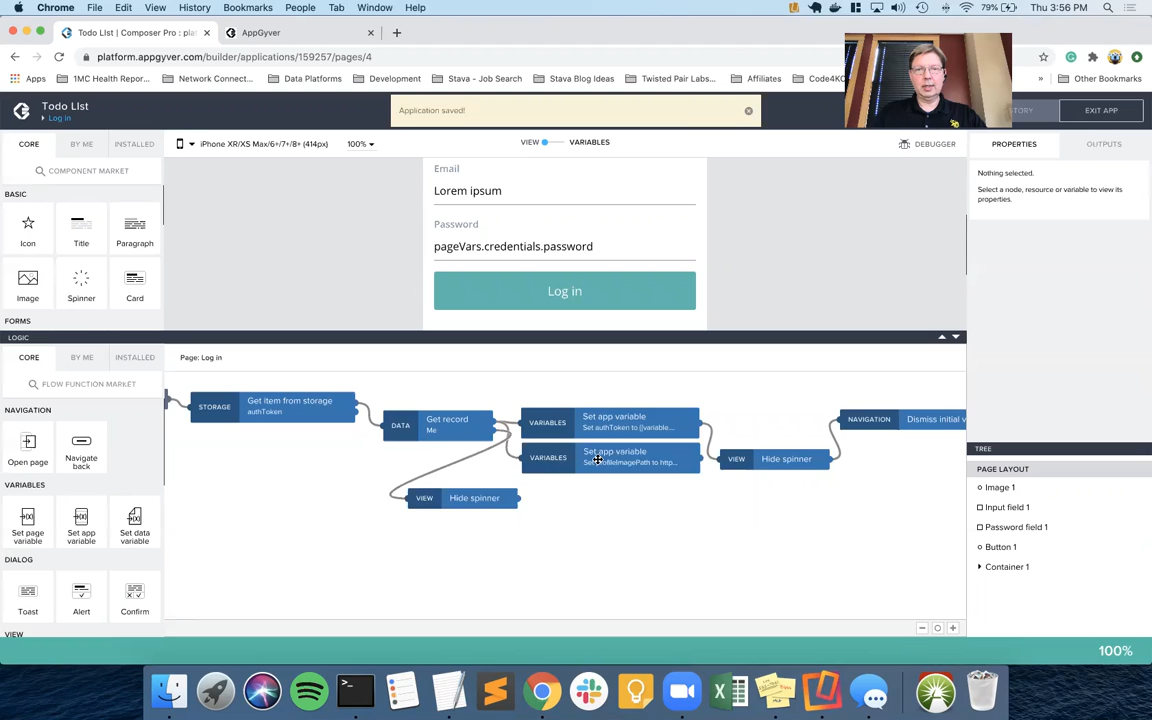 Chrome File Edit View History Bookmarks People Tab Window Help 79% Thu 3:56 PM
Todo LIst | Composer Pro : plat
AppGyver
platform.appgyver.com/builder/applications/159257/pages/4
Apps 1MC Health Repor... Network Connect... Data Platforms Development Stava - Job Search Stava Blog Ideas Twisted Pair Labs... Affiliates Code4KC » Other Bookmarks
Todo LIst
Log in
Application saved!
STORY
EXIT APP
CORE BY ME INSTALLED
iPhone XR/XS Max/6+/7+/8+ (414px) 100%
VIEW VARIABLES
DEBUGGER
PROPERTIES OUTPUTS
COMPONENT MARKET
BASIC
Icon Title Paragraph
Image Spinner Card
FORMS
Email
Lorem ipsum
Password
pageVars.credentials.password
Log in
Nothing selected.
Select a node, resource or variable to view its
properties.
LOGIC
CORE BY ME INSTALLED
Page: Log in
FLOW FUNCTION MARKET
NAVIGATION
Open page Navigate
back
VARIABLES
Set page
variable
Set app
variable
Set data
variable
DIALOG
Toast Alert Confirm
VIEW
STORAGE Get item from storage
authToken
DATA Get record
Me
VARIABLES Set app variable
Set authToken to {{variable...
VARIABLES Set app variable
VIEW Hide spinner
VIEW Hide spinner
NAVIGATION Dismiss initial v
TREE
PAGE LAYOUT
Image 1
Input field 1
Password field 1
Button 1
Container 1
100%